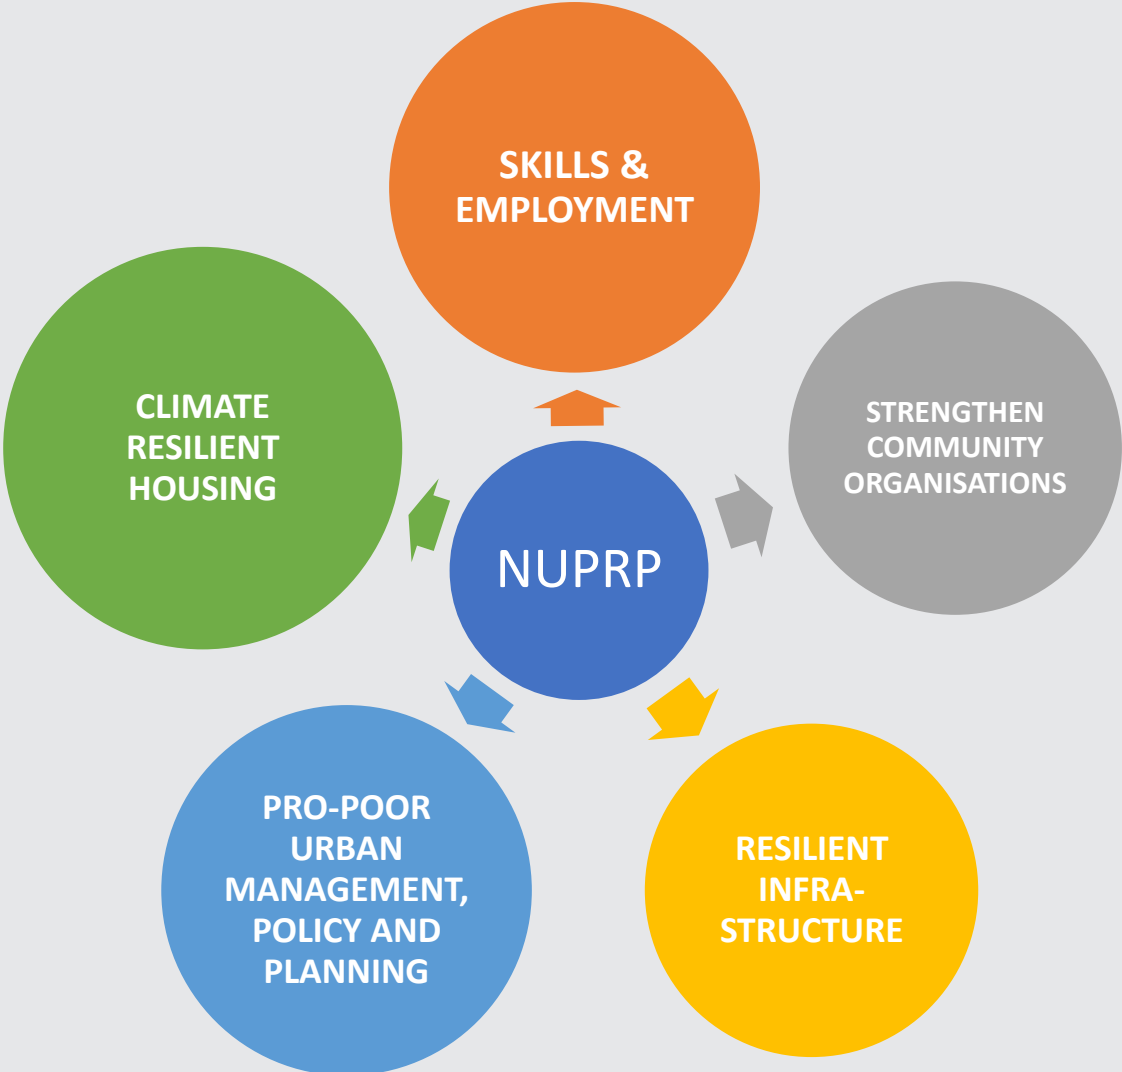 SKILLS &
EMPLOYMENT
CLIMATE
RESILIENT
HOUSING
STRENGTHEN
COMMUNITY
ORGANISATIONS
NUPRP
PRO-POOR
URBAN
MANAGEMENT,
POLICY AND
PLANNING
RESILIENT
INFRA-
STRUCTURE